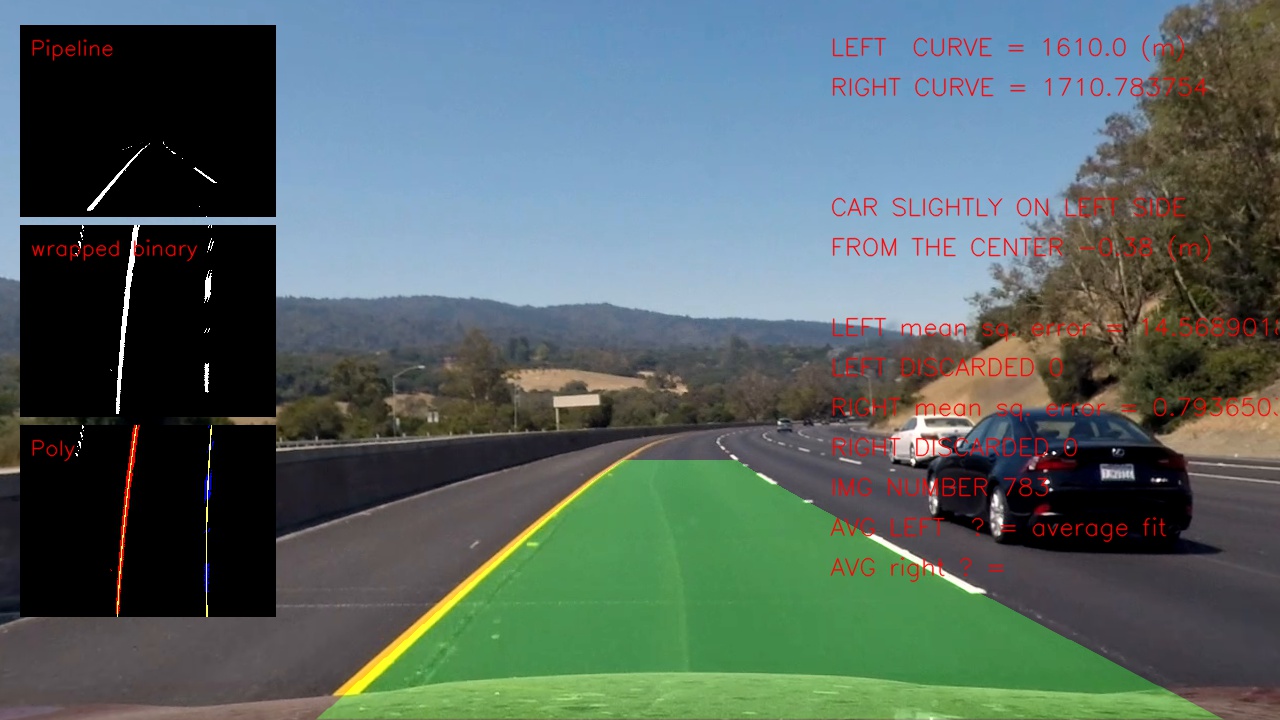 Pipeline
wrapped binary
Poly
LEFT  CURVE = 1610.0 (m)
RIGHT CURVE = 1710.783754
CAR SLIGHTLY ON LEFT SIDE
FROM THE CENTER -0.38 (m)
LEFT mean sq. error = 14.568901
LEFT DISCARDED 0
RIGHT mean sq. error = 0.793650
RIGHT DISCARDED 0
IMG NUMBER 783
AVG LEFT  ? = average fit
AVG right ? =